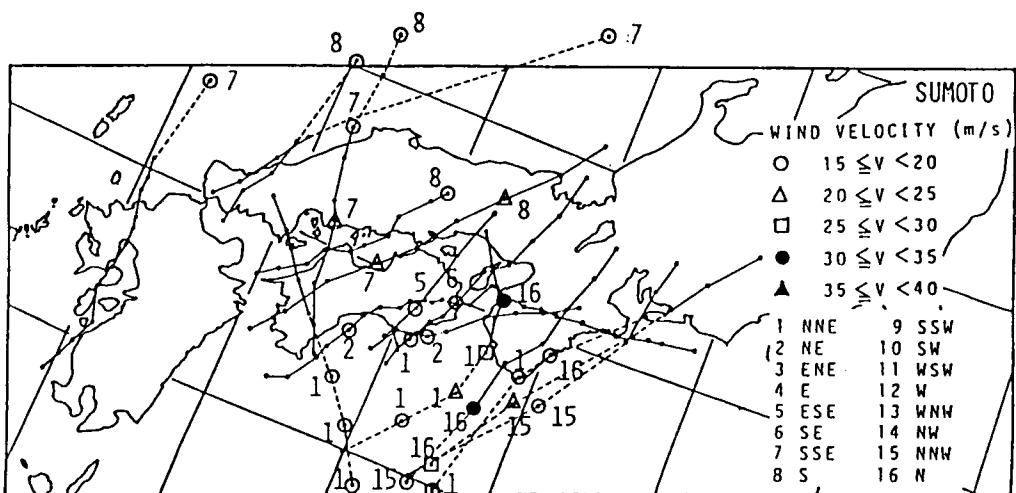 8
8
7
7
7
SUMOTO
WIND VELOCITY (m/s)
○ 15 ≦V <20
△ 20 ≦V <25
□ 25 ≦V <30
● 30 ≦V <35
▲ 35 ≦V <40
8
8
7
7
5
6
16
2
1
2
1
16
1
1
1
1
16
15
15
1
16
1
15
1
1 NNE 9 SSW
2 NE 10 SW
3 ENE 11 WSW
4 E 12 W
5 ESE 13 WNW
6 SE 14 NW
7 SSE 15 NNW
8 S 16 N